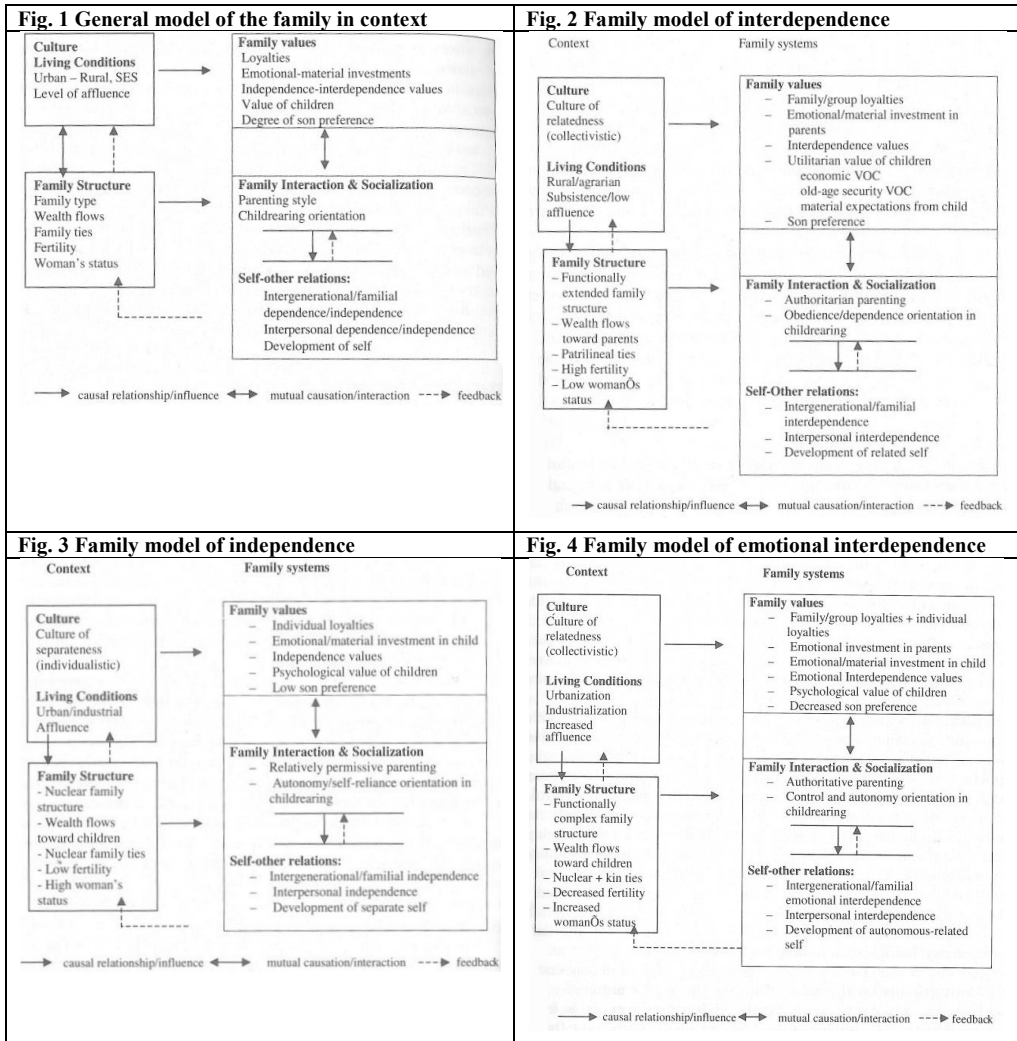 Fig. 1 General model of the family in context
Culture
Living Conditions
Urban – Rural, SES
Level of affluence
Family Structure
Family type
Wealth flows
Family ties
Fertility
Woman's status
Family values
Loyalties
Emotional-material investments
Independence-interdependence values
Value of children
Degree of son preference
Family Interaction & Socialization
Parenting style
Childrearing orientation
Self-other relations:
Intergenerational/familial
dependence/independence
Interpersonal dependence/independence
Development of self
causal relationship/influence
mutual causation/interaction
feedback
Fig. 2 Family model of interdependence
Context
Family systems
Culture
Culture of
relatedness
(collectivistic)
Living Conditions
Rural/agrarian
Subsistence/low
affluence
Family Structure
– Functionally
extended family
structure
– Wealth flows
toward parents
– Patrilineal ties
– High fertility
– Low womanÕs
status
Family values
– Family/group loyalties
– Emotional/material investment in
parents
– Interdependence values
– Utilitarian value of children
economic VOC
old-age security VOC
material expectations from child
– Son preference
Family Interaction & Socialization
– Authoritarian parenting
– Obedience/dependence orientation in
childrearing
Self-Other relations:
– Intergenerational/familial
interdependence
– Interpersonal interdependence
– Development of related self
causal relationship/influence
mutual causation/interaction
feedback
Fig. 3 Family model of independence
Context
Family systems
Culture
Culture of
separateness
(individualistic)
Living Conditions
Urban/industrial
Affluence
Family Structure
- Nuclear family
structure
- Wealth flows
toward children
- Nuclear family ties
- Low fertility
- High woman's
status
Family values
– Individual loyalties
– Emotional/material investment in child
– Independence values
– Psychological value of children
– Low son preference
Family Interaction & Socialization
– Relatively permissive parenting
– Autonomy/self-reliance orientation in
childrearing
Self-other relations:
– Intergenerational/familial independence
– Interpersonal independence
– Development of separate self
causal relationship/influence
mutual causation/interaction
feedback
Fig. 4 Family model of emotional interdependence
Context
Family systems
Culture
Culture of
relatedness
(collectivistic)
Living Conditions
Urbanization
Industrialization
Increased
affluence
Family Structure
– Functionally
complex family
structure
– Wealth flows
toward children
– Nuclear + kin ties
– Decreased fertility
– Increased
womanÕs status
Family values
– Family/group loyalties + individual
loyalties
– Emotional investment in parents
– Emotional/material investment in child
– Emotional Interdependence values
– Psychological value of children
– Decreased son preference
Family Interaction & Socialization
– Authoritative parenting
– Control and autonomy orientation in
childrearing
Self-other relations:
– Intergenerational/familial
emotional interdependence
– Interpersonal interdependence
– Development of autonomous-related
self
causal relationship/influence
mutual causation/interaction
feedback